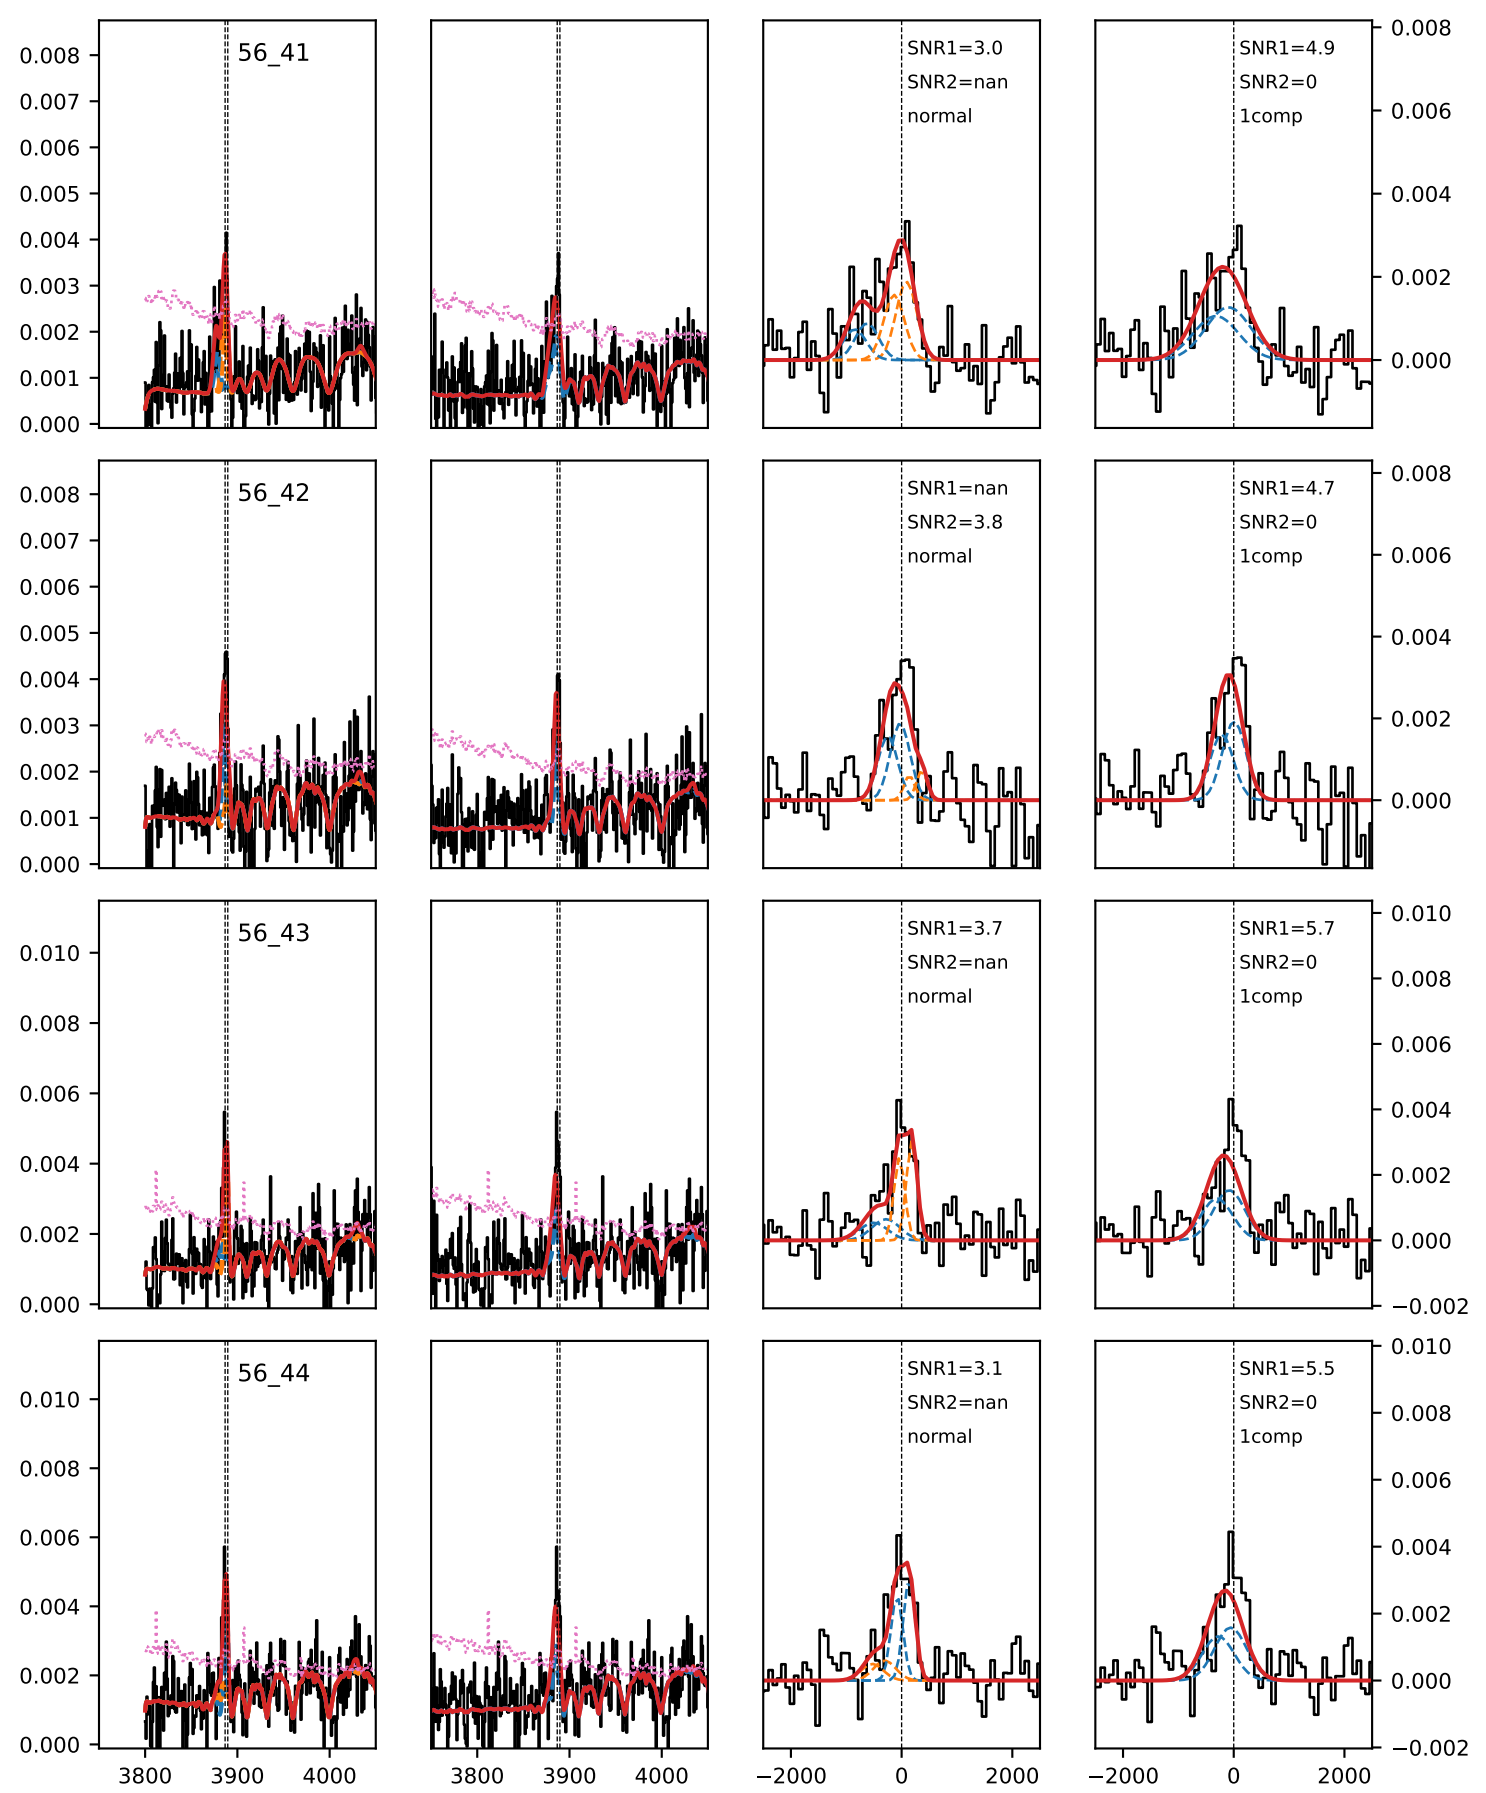 56_41
SNR1=3.0
SNR2=nan
normal
SNR1=4.9
SNR2=0
1comp
0.008
0.007
0.006
0.005
0.004
0.003
0.002
0.001
0.000
0.008
0.006
0.004
0.002
0.000
56_42
SNR1=nan
SNR2=3.8
normal
SNR1=4.7
SNR2=0
1comp
0.008
0.007
0.006
0.005
0.004
0.003
0.002
0.001
0.000
0.008
0.006
0.004
0.002
0.000
56_43
SNR1=3.7
SNR2=nan
normal
SNR1=5.7
SNR2=0
1comp
0.010
0.008
0.006
0.004
0.002
0.000
0.010
0.008
0.006
0.004
0.002
0.000
−0.002
56_44
SNR1=3.1
SNR2=nan
normal
SNR1=5.5
SNR2=0
1comp
0.010
0.008
0.006
0.004
0.002
0.000
0.010
0.008
0.006
0.004
0.002
0.000
−0.002
3800 3900 4000
3800 3900 4000
−2000 0 2000
−2000 0 2000